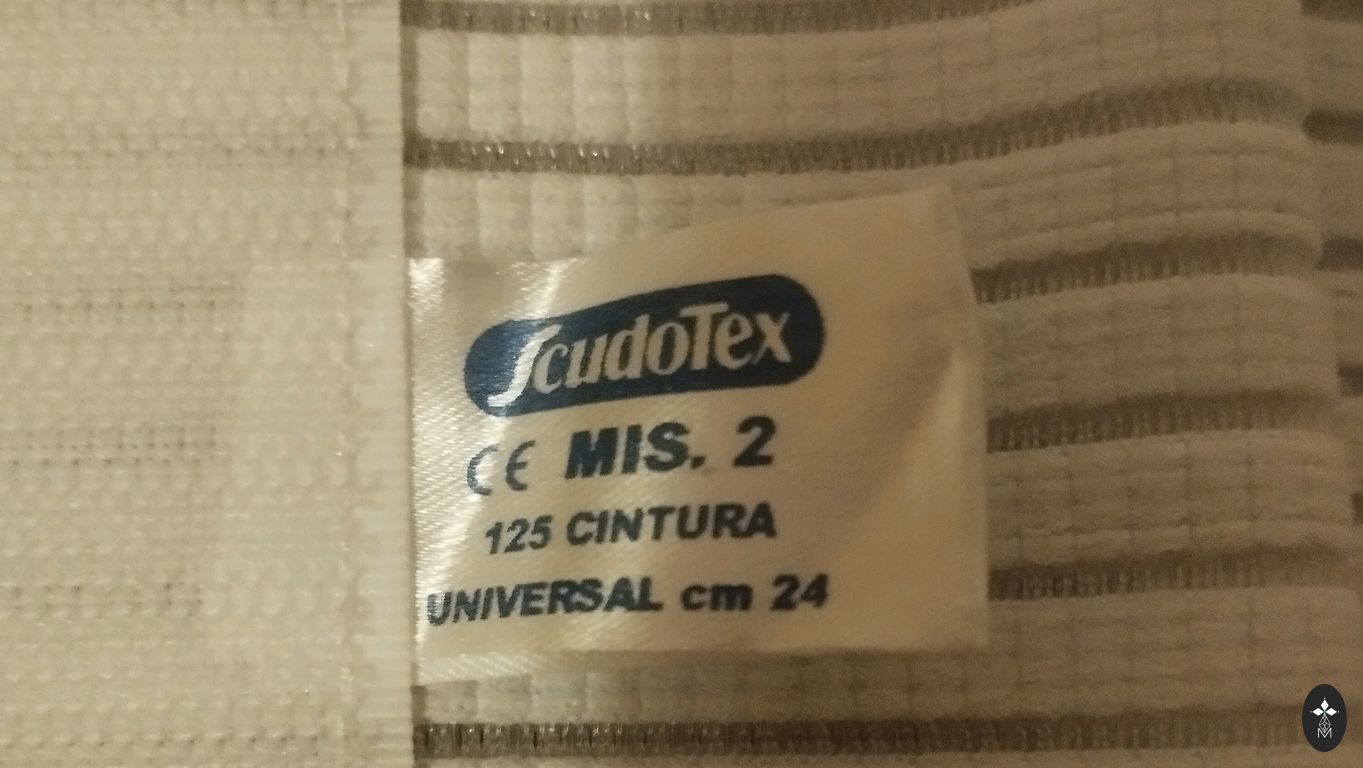 ScudoTex
CE MIS. 2
125 CINTURA
UNIVERSAL cm 24
M